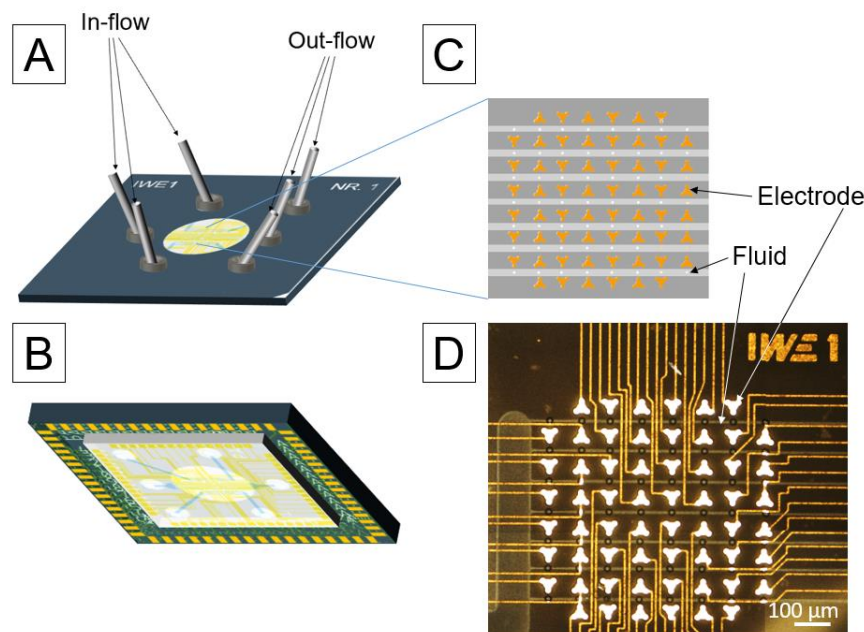 A
In-flow
Out-flow
C
IWE1
NR. 1
Electrode
Fluid
B
D
IWE 1
100 µm